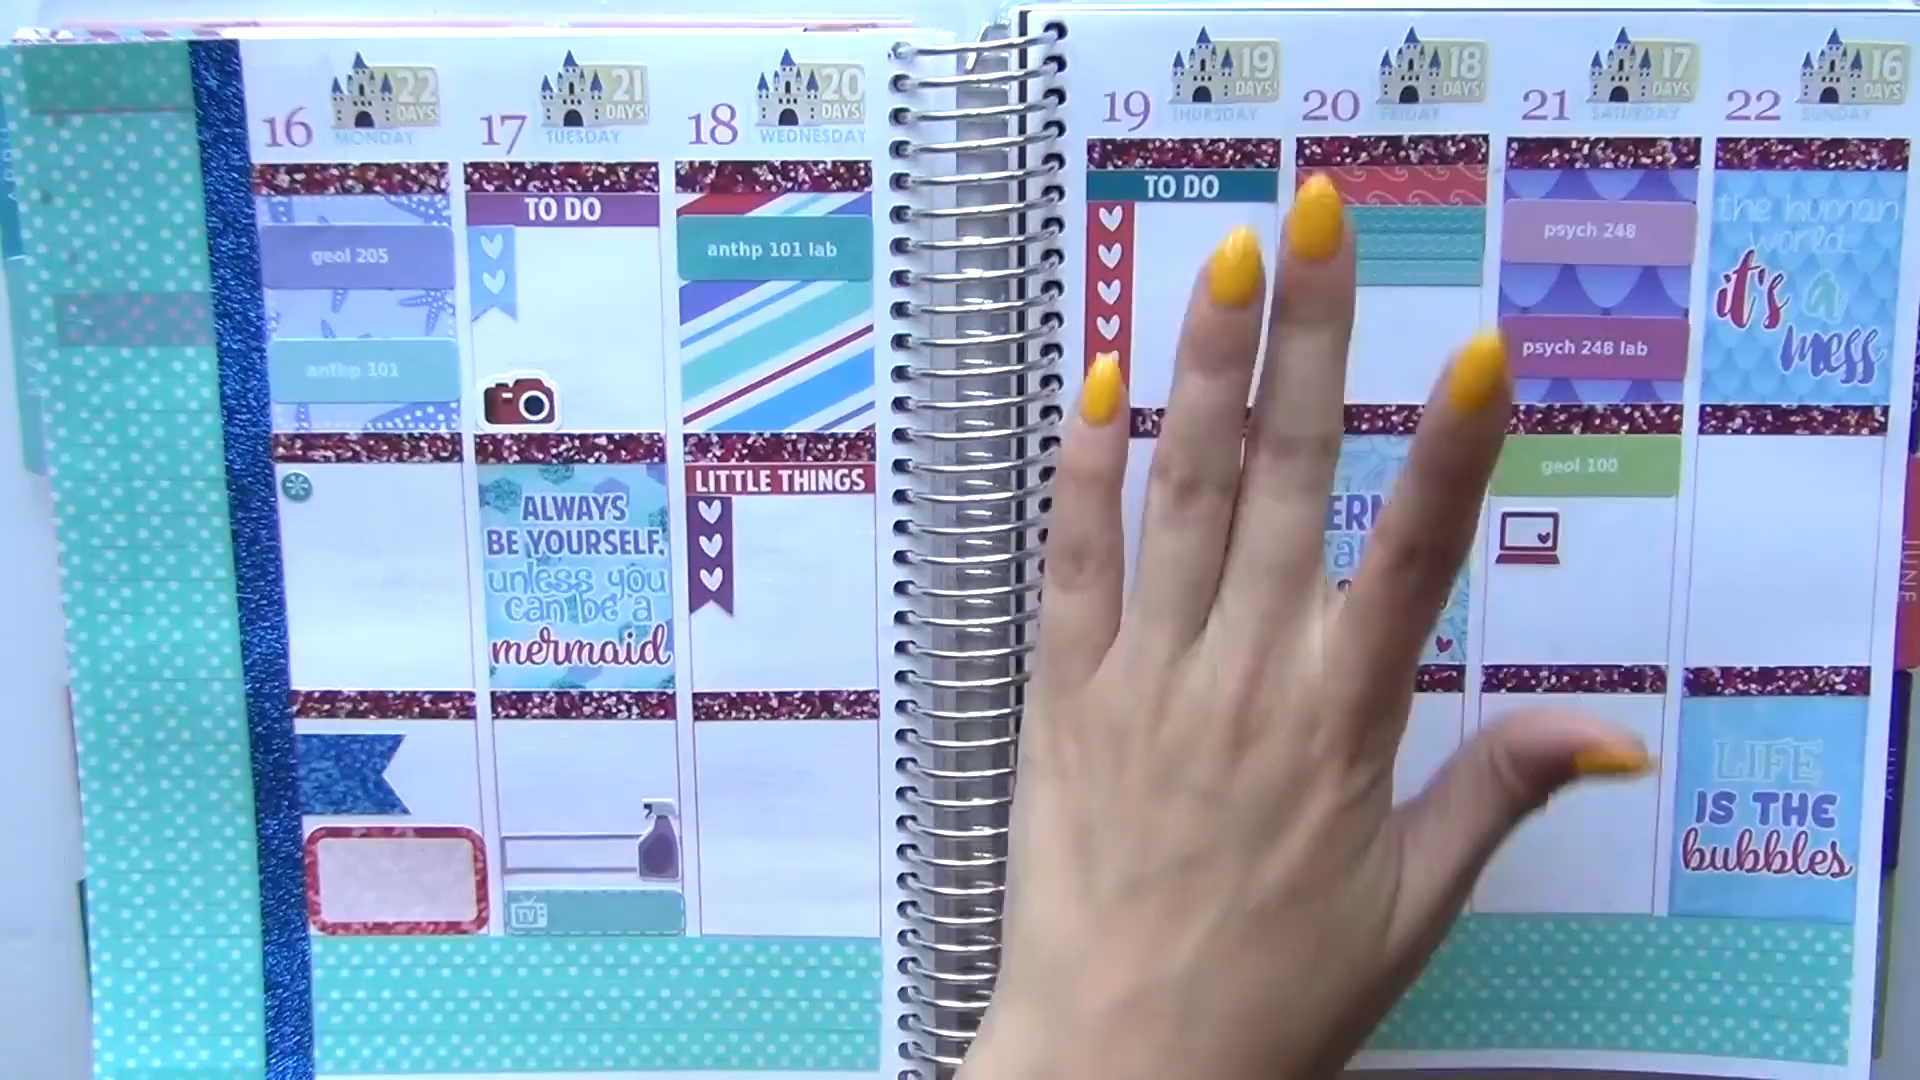 16
22
DAYS!
MONDAY
17
21
DAYS!
TUESDAY
18
20
DAYS!
WEDNESDAY
19
19
DAYS!
THURSDAY
20
18
DAYS!
FRIDAY
21
17
DAYS!
SATURDAY
22
16
DAYS!
SUNDAY
geol 205
anthp 101
TO DO
anthp 101 lab
TO DO
psych 248
psych 248 lab
the human
world...
it's a
mess
ALWAYS
BE YOURSELF.
unless you
can be a
mermaid
LITTLE THINGS
geol 100
TV
LIFE
IS THE
bubbles
JUNE